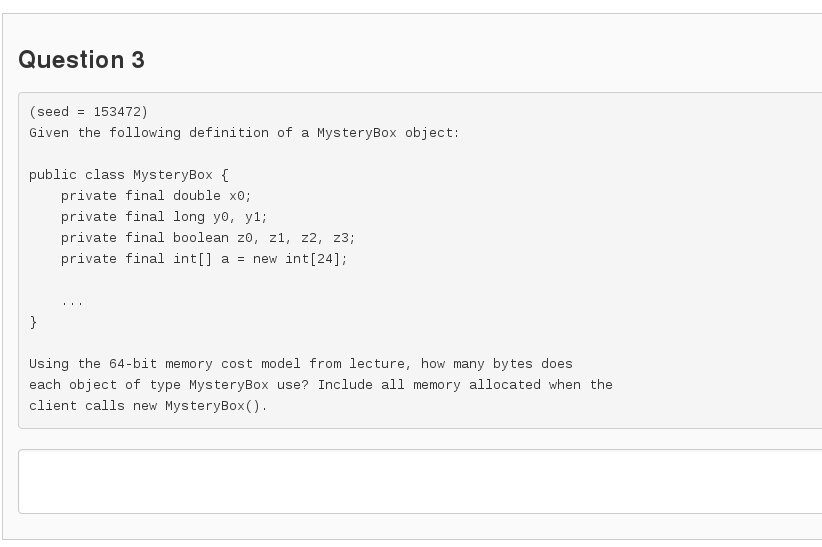 Question 3
(seed = 153472)
Given the following definition of a MysteryBox object:
public class MysteryBox {
    private final double x0;
    private final long y0, y1;
    private final boolean z0, z1, z2, z3;
    private final int[] a = new int[24];
    ...
}
Using the 64-bit memory cost model from lecture, how many bytes does
each object of type MysteryBox use? Include all memory allocated when the
client calls new MysteryBox().